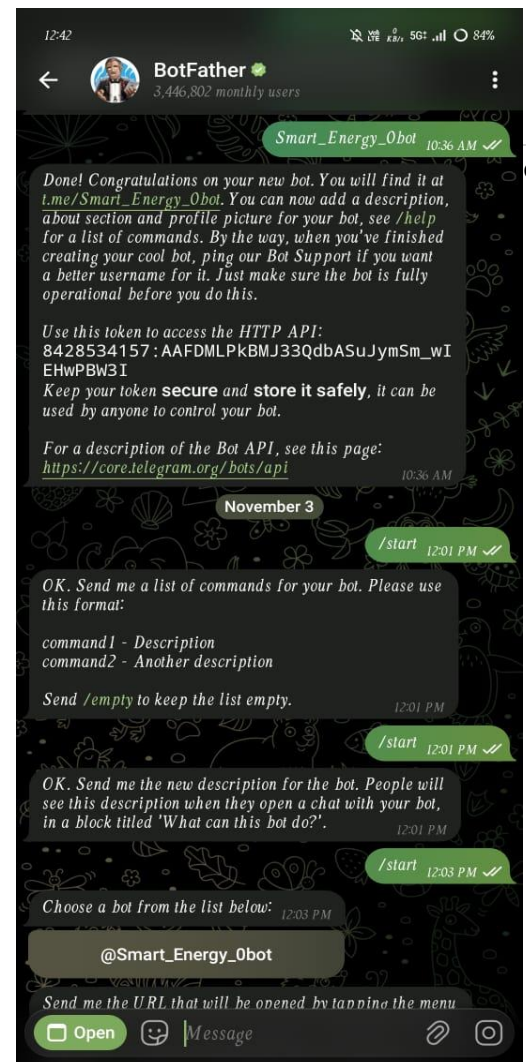 12:42
VoI LTE 0 KB/s 5G 84%
BotFather
3,446,802 monthly users
Smart_Energy_0bot 10:36 AM
Done! Congratulations on your new bot. You will find it at
t.me/Smart_Energy_0bot. You can now add a description,
about section and profile picture for your bot, see /help
for a list of commands. By the way, when you've finished
creating your cool bot, ping our Bot Support if you want
a better username for it. Just make sure the bot is fully
operational before you do this.
Use this token to access the HTTP API:
8428534157:AAFDMLPkBMJ33QdbASuJymSm_wI
EHwPBW3I
Keep your token secure and store it safely, it can be
used by anyone to control your bot.
For a description of the Bot API, see this page:
https://core.telegram.org/bots/api
10:36 AM
November 3
/start 12:01 PM
OK. Send me a list of commands for your bot. Please use
this format:
command1 - Description
command2 - Another description
Send /empty to keep the list empty.
12:01 PM
/start 12:01 PM
OK. Send me the new description for the bot. People will
see this description when they open a chat with your bot,
in a block titled 'What can this bot do?'.
12:01 PM
/start 12:03 PM
Choose a bot from the list below: 12:03 PM
@Smart_Energy_0bot
Send me the URL that will be opened by tapping the menu
Open Message